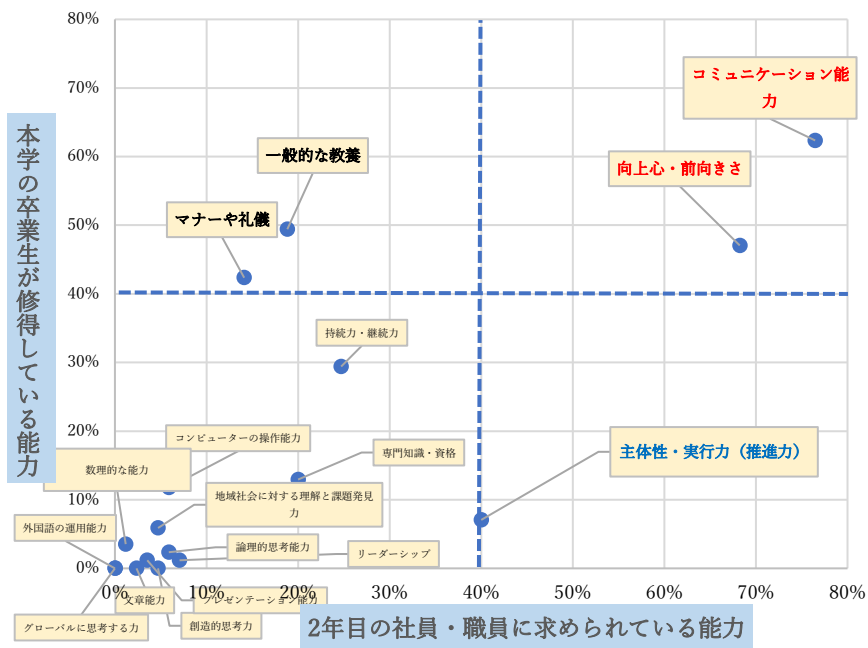 80%
70%
60%
50%
40%
30%
20%
10%
0%
本学の卒業生が修得している能力
コミュニケーション能
力
一般的な教養
向上心・前向きさ
マナーや礼儀
持続力・継続力
コンピューターの操作能力
専門知識・資格
主体性・実行力（推進力）
数理的な能力
地域社会に対する理解と課題発見
力
外国語の運用能力
論理的思考能力
リーダーシップ
0%
10%
20%
30%
40%
50%
60%
70%
80%
文章能力
プレゼンテーション能力
グローバルに思考する力
創造的思考力
2年目の社員・職員に求められている能力